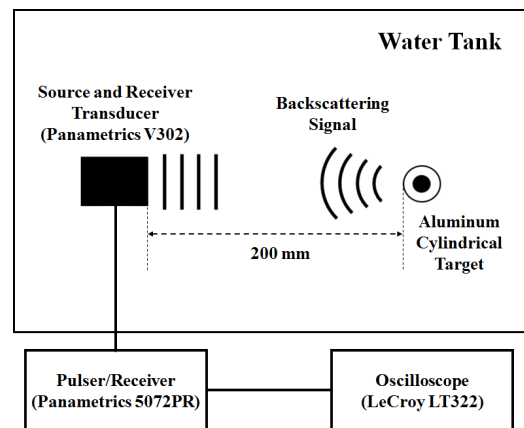 Water Tank
Source and Receiver
Transducer
(Panametrics V302)
Backscattering
Signal
200 mm
Aluminum
Cylindrical
Target
Pulser/Receiver
(Panametrics 5072PR)
Oscilloscope
(LeCroy LT322)